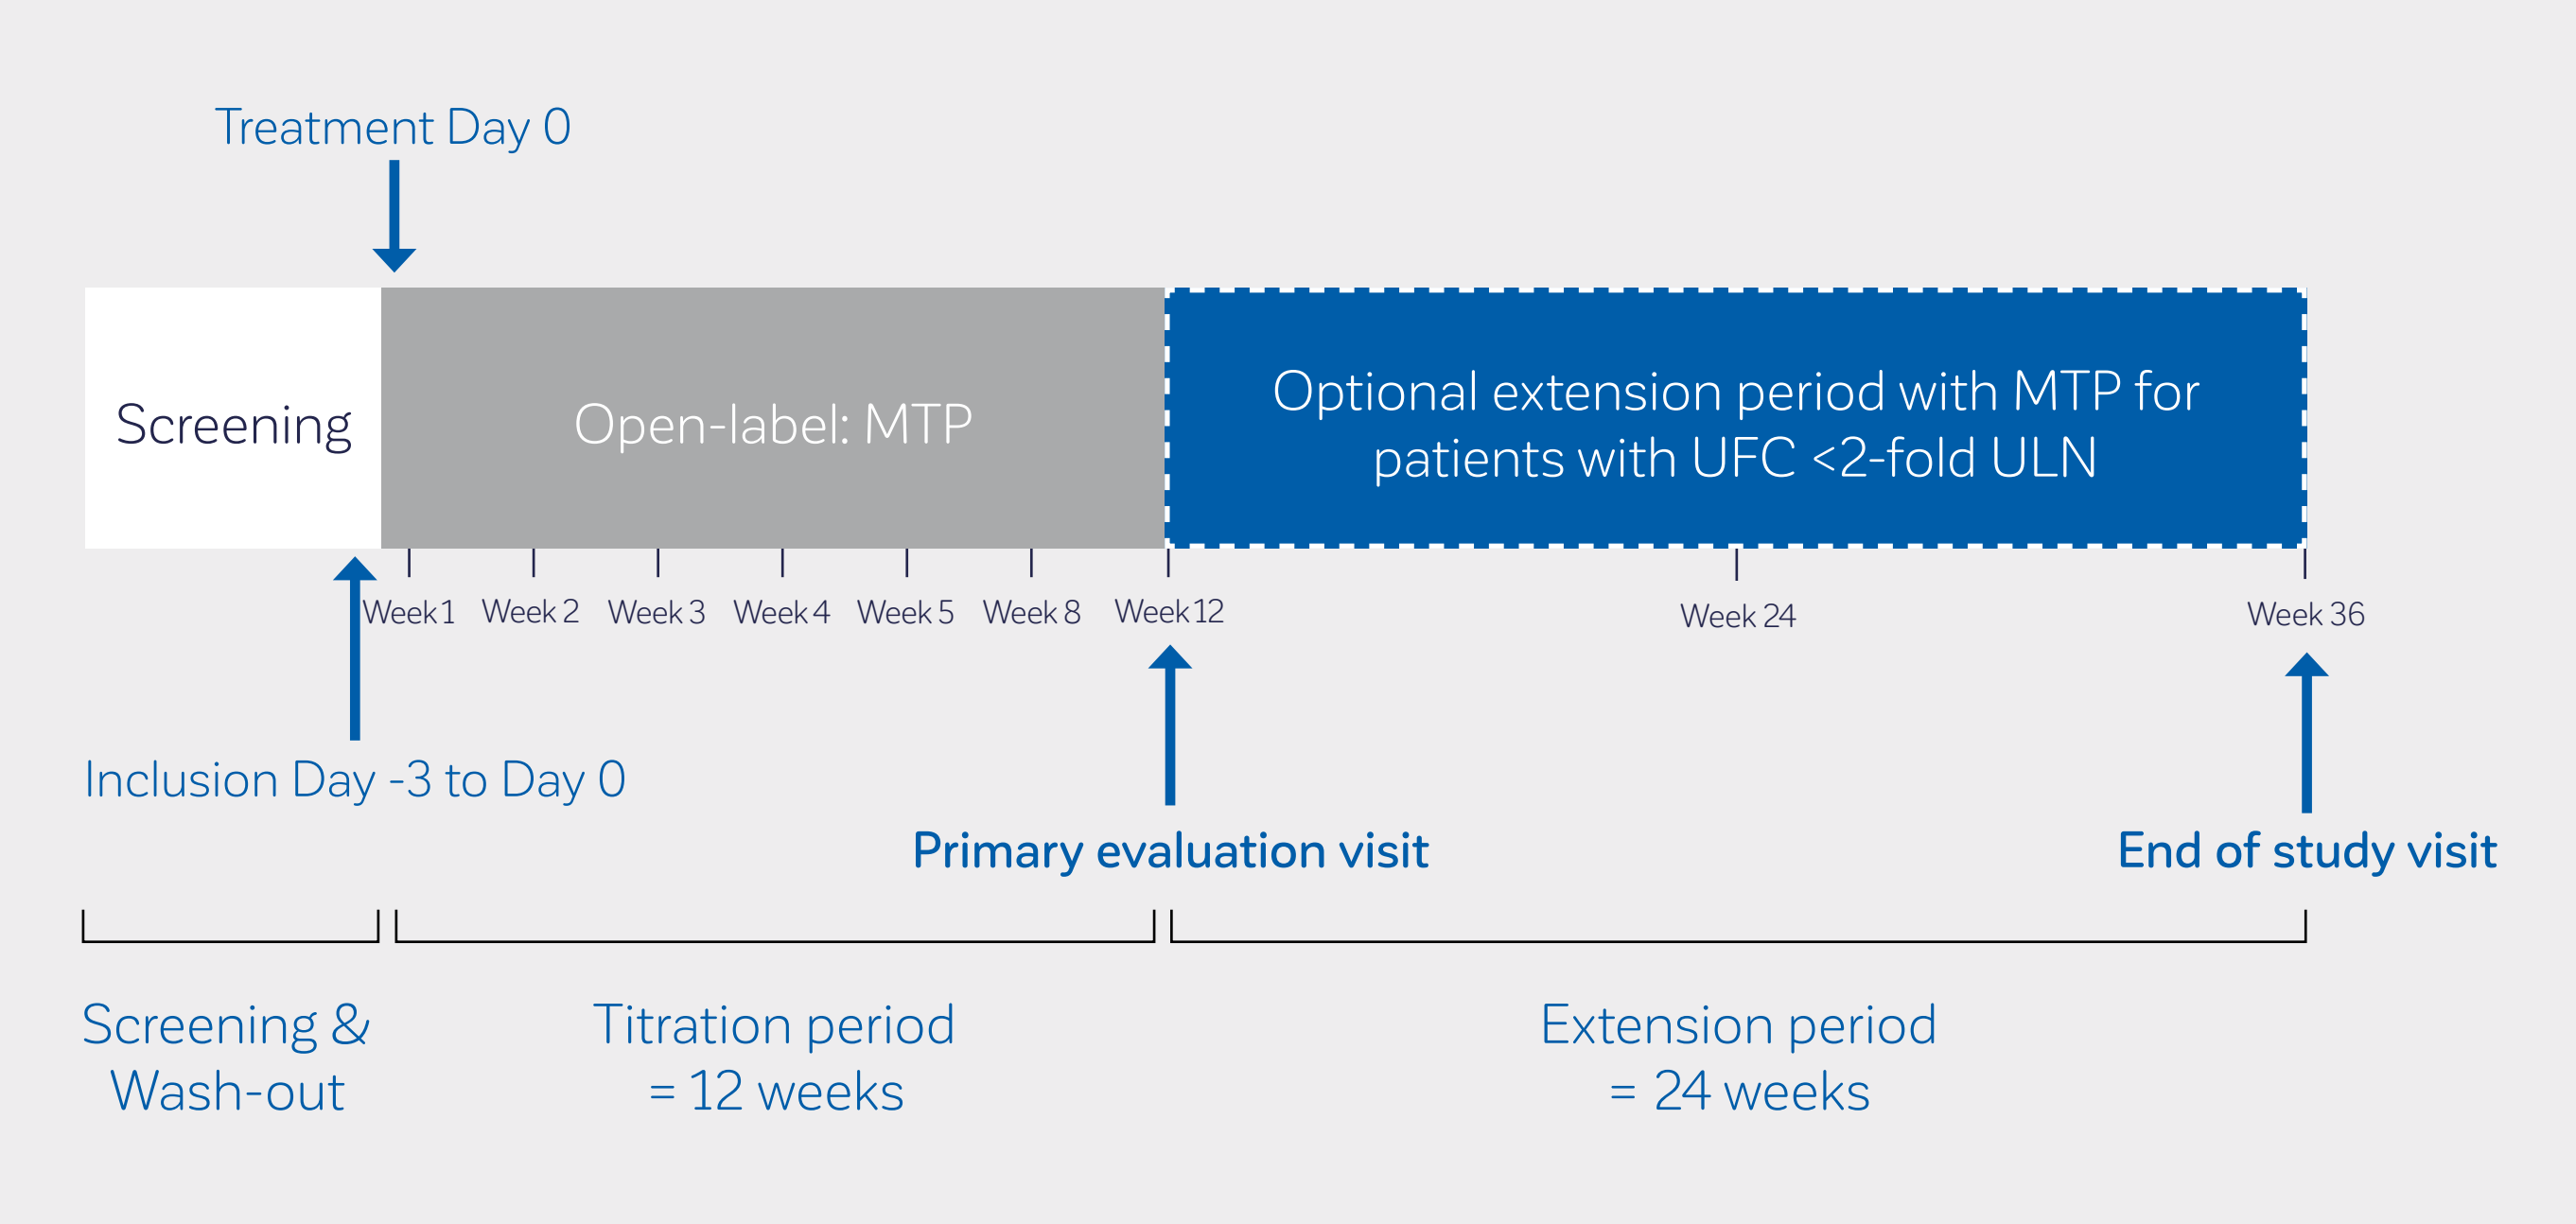 Treatment Day 0
Screening
Open-label: MTP
Optional extension period with MTP for
patients with UFC <2-fold ULN
Week 1
Week 2
Week 3
Week 4
Week 5
Week 8
Week 12
Week 24
Week 36
Inclusion Day -3 to Day 0
Primary evaluation visit
End of study visit
Screening &
Wash-out
Titration period
= 12 weeks
Extension period
= 24 weeks